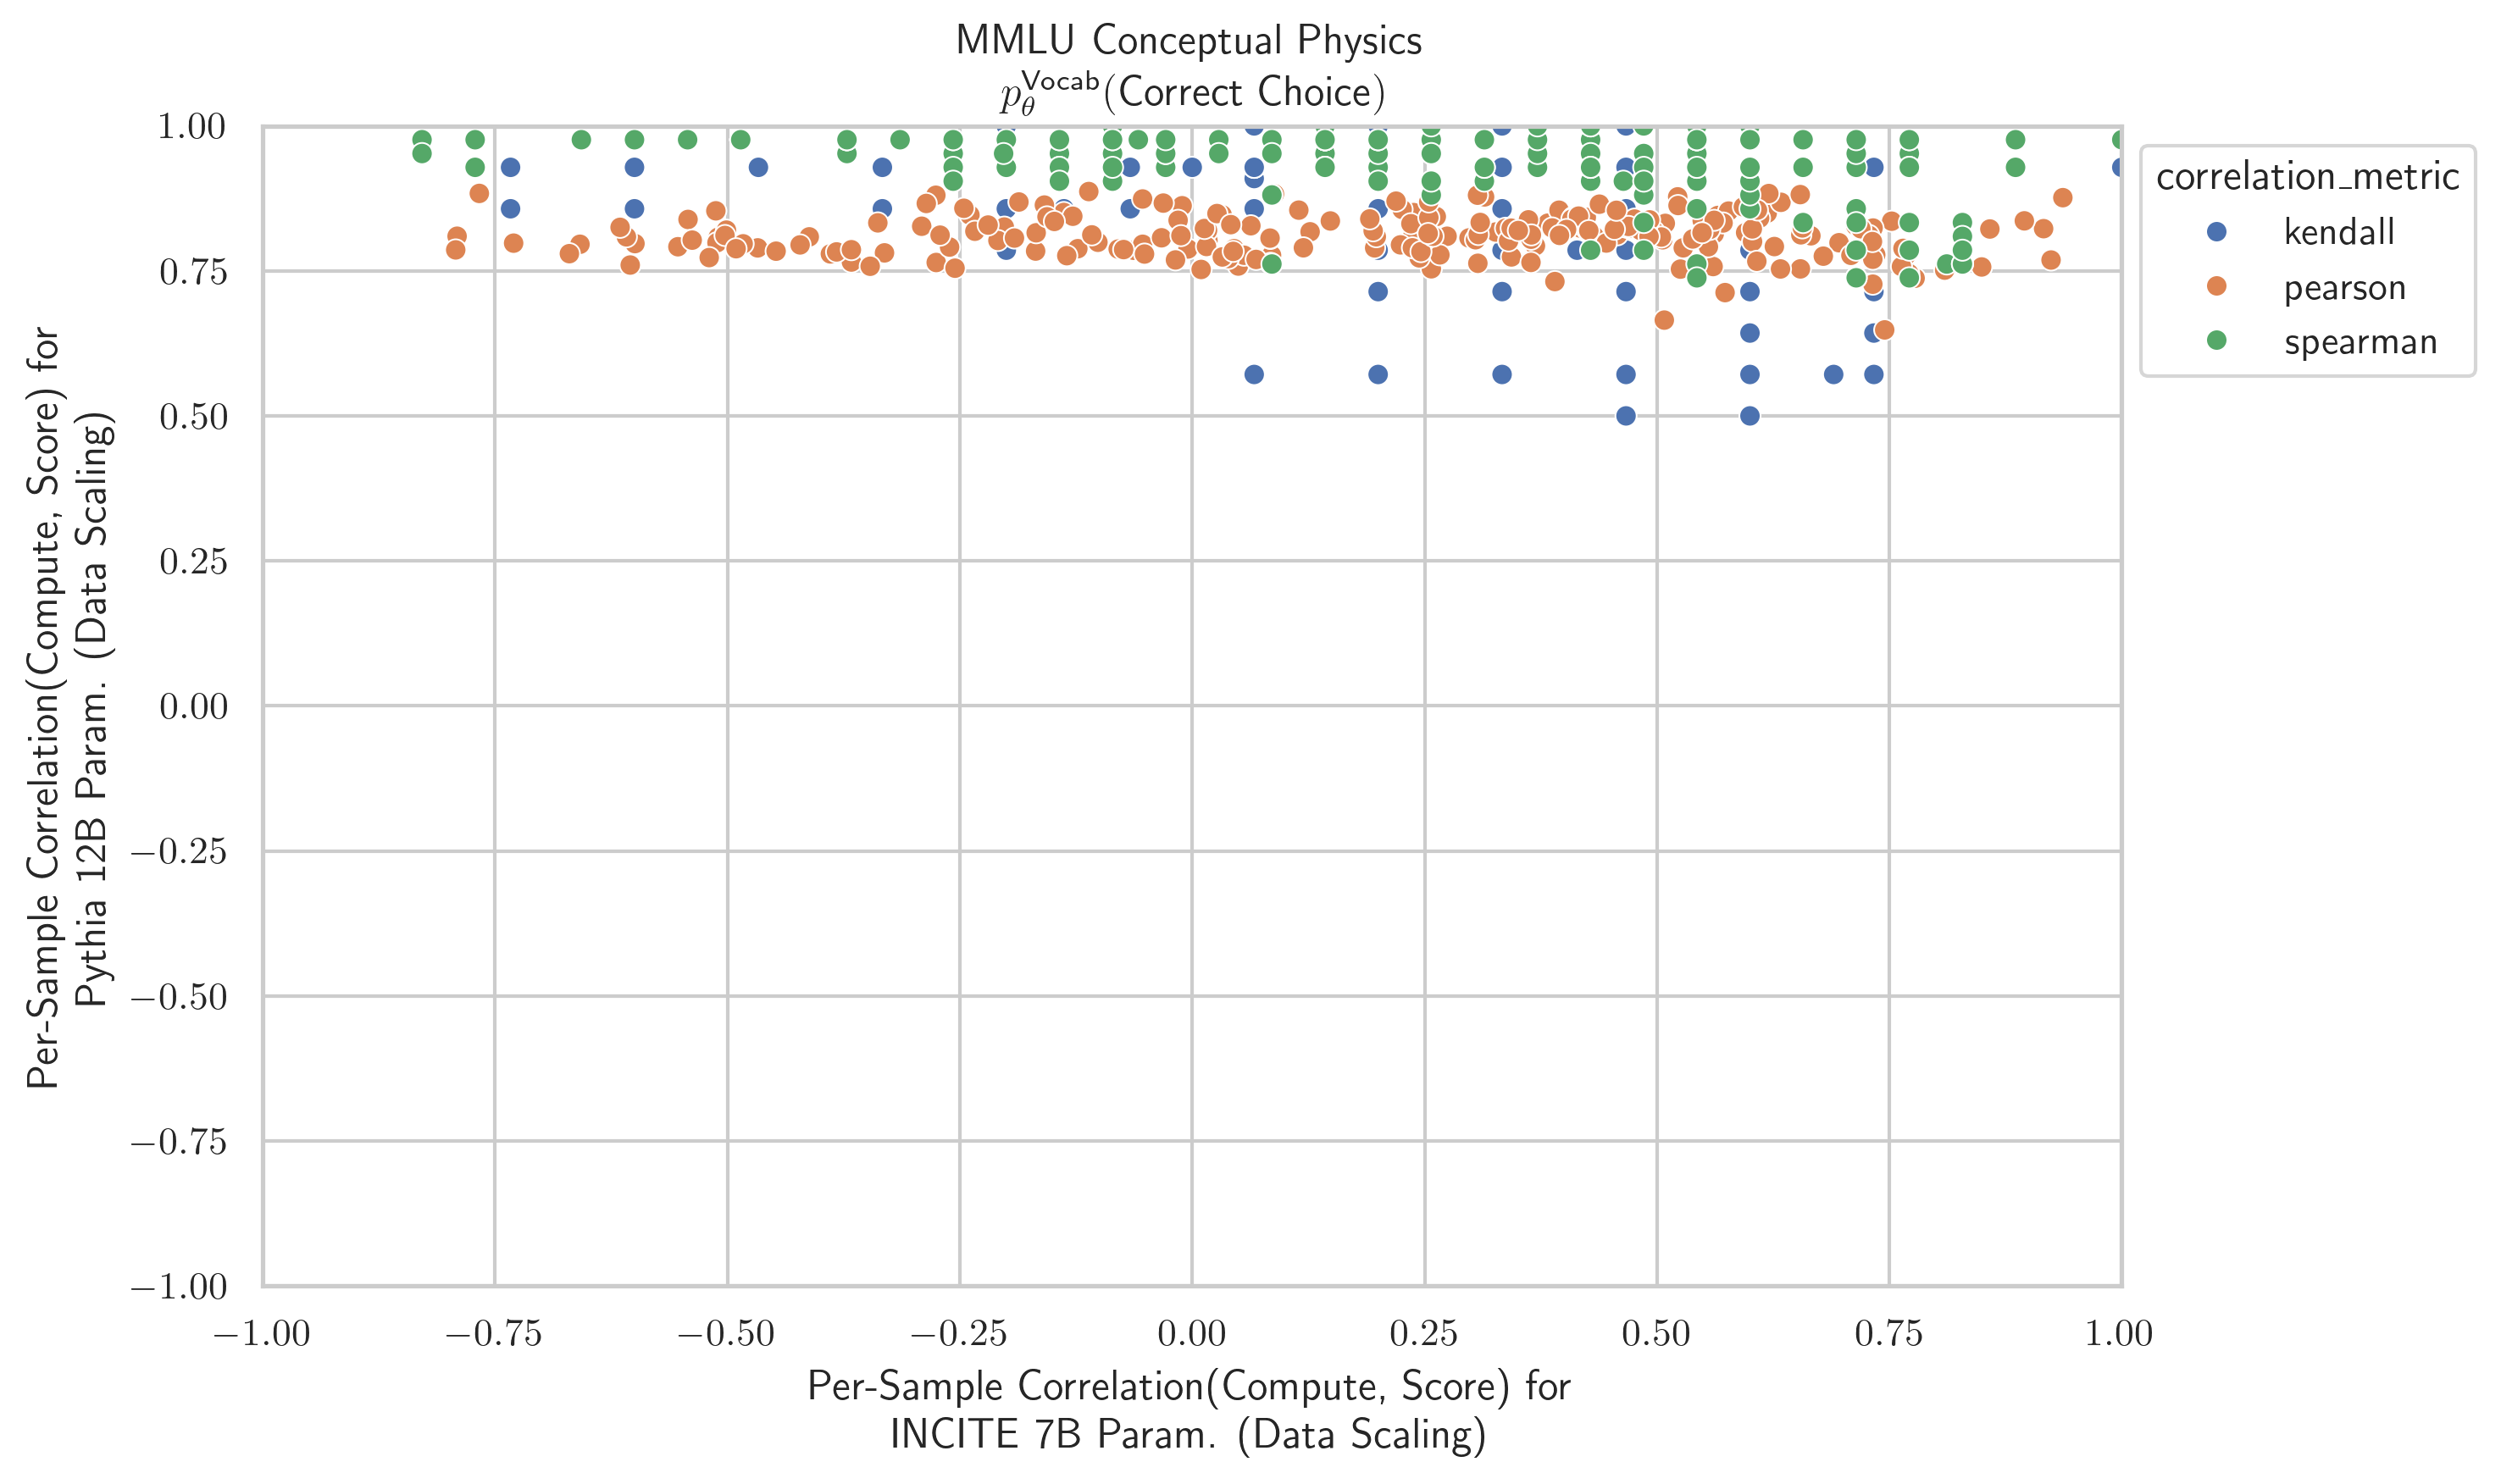 MMLU Conceptual Physics
p_θ^Vocab(Correct Choice)
1.00
0.75
0.50
0.25
0.00
−0.25
−0.50
−0.75
−1.00
Per-Sample Correlation(Compute, Score) for
Pythia 12B Param. (Data Scaling)
−1.00
−0.75
−0.50
−0.25
0.00
0.25
0.50
0.75
1.00
Per-Sample Correlation(Compute, Score) for
INCITE 7B Param. (Data Scaling)
correlation_metric
kendall
pearson
spearman